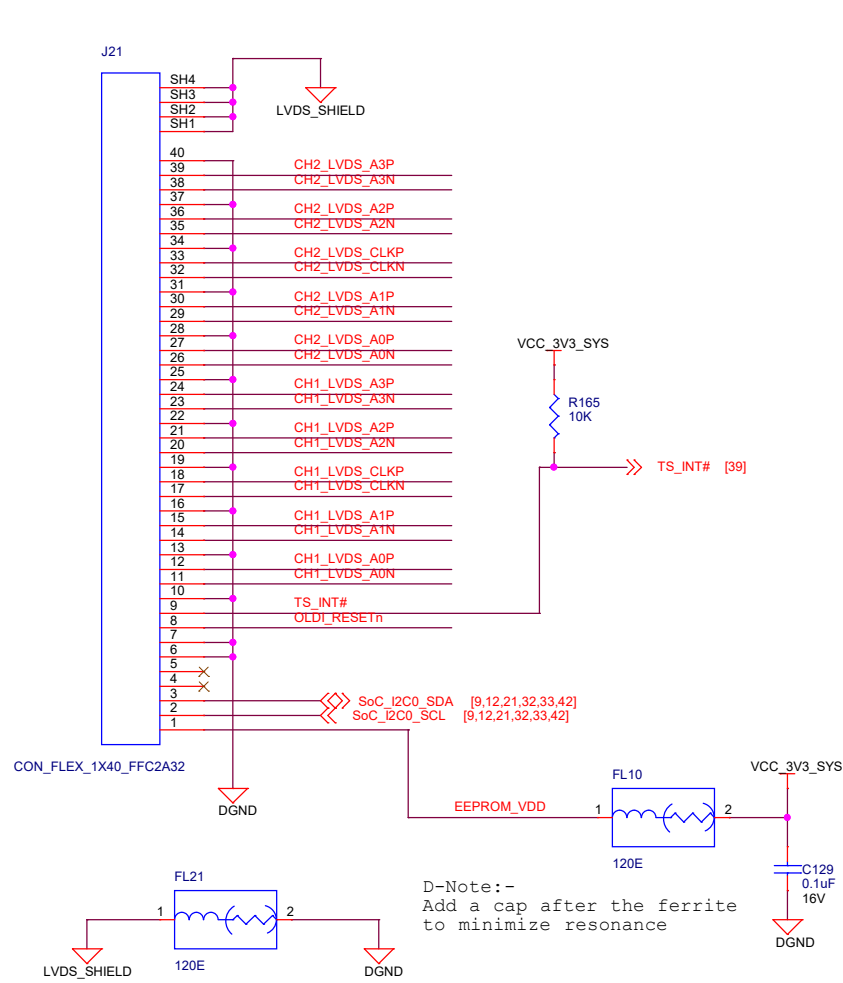 J21
SH4
SH3
SH2
SH1
LVDS_SHIELD
40
39 CH2_LVDS_A3P
38 CH2_LVDS_A3N
37
36 CH2_LVDS_A2P
35 CH2_LVDS_A2N
34
33 CH2_LVDS_CLKP
32 CH2_LVDS_CLKN
31
30 CH2_LVDS_A1P
29 CH2_LVDS_A1N
28
27 CH2_LVDS_A0P
26 CH2_LVDS_A0N
25
24 CH1_LVDS_A3P
23 CH1_LVDS_A3N
22
21 CH1_LVDS_A2P
20 CH1_LVDS_A2N
19
18 CH1_LVDS_CLKP
17 CH1_LVDS_CLKN
16
15 CH1_LVDS_A1P
14 CH1_LVDS_A1N
13
12 CH1_LVDS_A0P
11 CH1_LVDS_A0N
10
9 TS_INT#
8 OLDI_RESETn
7
6
5
4
3 SoC_I2C0_SDA [9,12,21,32,33,42]
2 SoC_I2C0_SCL [9,12,21,32,33,42]
1
CON_FLEX_1X40_FFC2A32
DGND
VCC_3V3_SYS
R165
10K
TS_INT# [39]
EEPROM_VDD
FL10
1 2
120E
VCC_3V3_SYS
C129
0.1uF
16V
DGND
FL21
1 2
120E
LVDS_SHIELD
DGND
D-Note:-
Add a cap after the ferrite
to minimize resonance